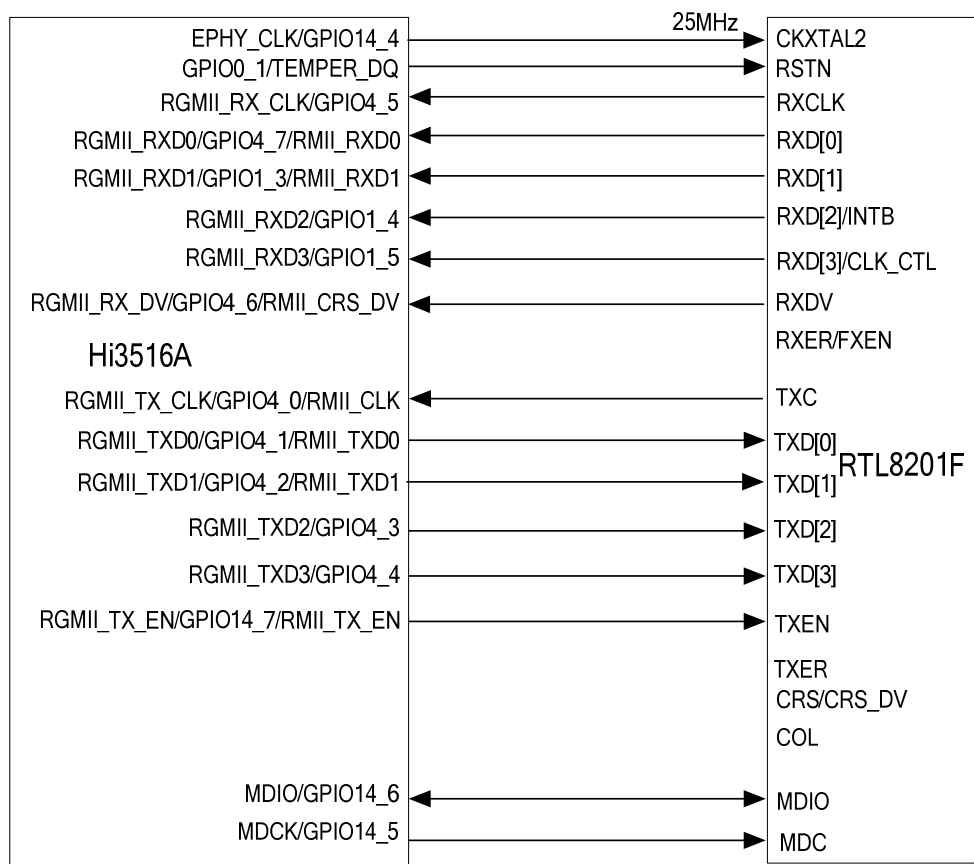 25MHz
EPHY_CLK/GPIO14_4 CKXTAL2
GPIO0_1/TEMPER_DQ RSTN
RGMII_RX_CLK/GPIO4_5 RXCLK
RGMII_RXD0/GPIO4_7/RMII_RXD0 RXD[0]
RGMII_RXD1/GPIO1_3/RMII_RXD1 RXD[1]
RGMII_RXD2/GPIO1_4 RXD[2]/INTB
RGMII_RXD3/GPIO1_5 RXD[3]/CLK_CTL
RGMII_RX_DV/GPIO4_6/RMII_CRS_DV RXDV
RXER/FXEN
Hi3516A
RGMII_TX_CLK/GPIO4_0/RMII_CLK TXC
RGMII_TXD0/GPIO4_1/RMII_TXD0 TXD[0]
RTL8201F
RGMII_TXD1/GPIO4_2/RMII_TXD1 TXD[1]
RGMII_TXD2/GPIO4_3 TXD[2]
RGMII_TXD3/GPIO4_4 TXD[3]
RGMII_TX_EN/GPIO14_7/RMII_TX_EN TXEN
TXER
CRS/CRS_DV
COL
MDIO/GPIO14_6 MDIO
MDCK/GPIO14_5 MDC